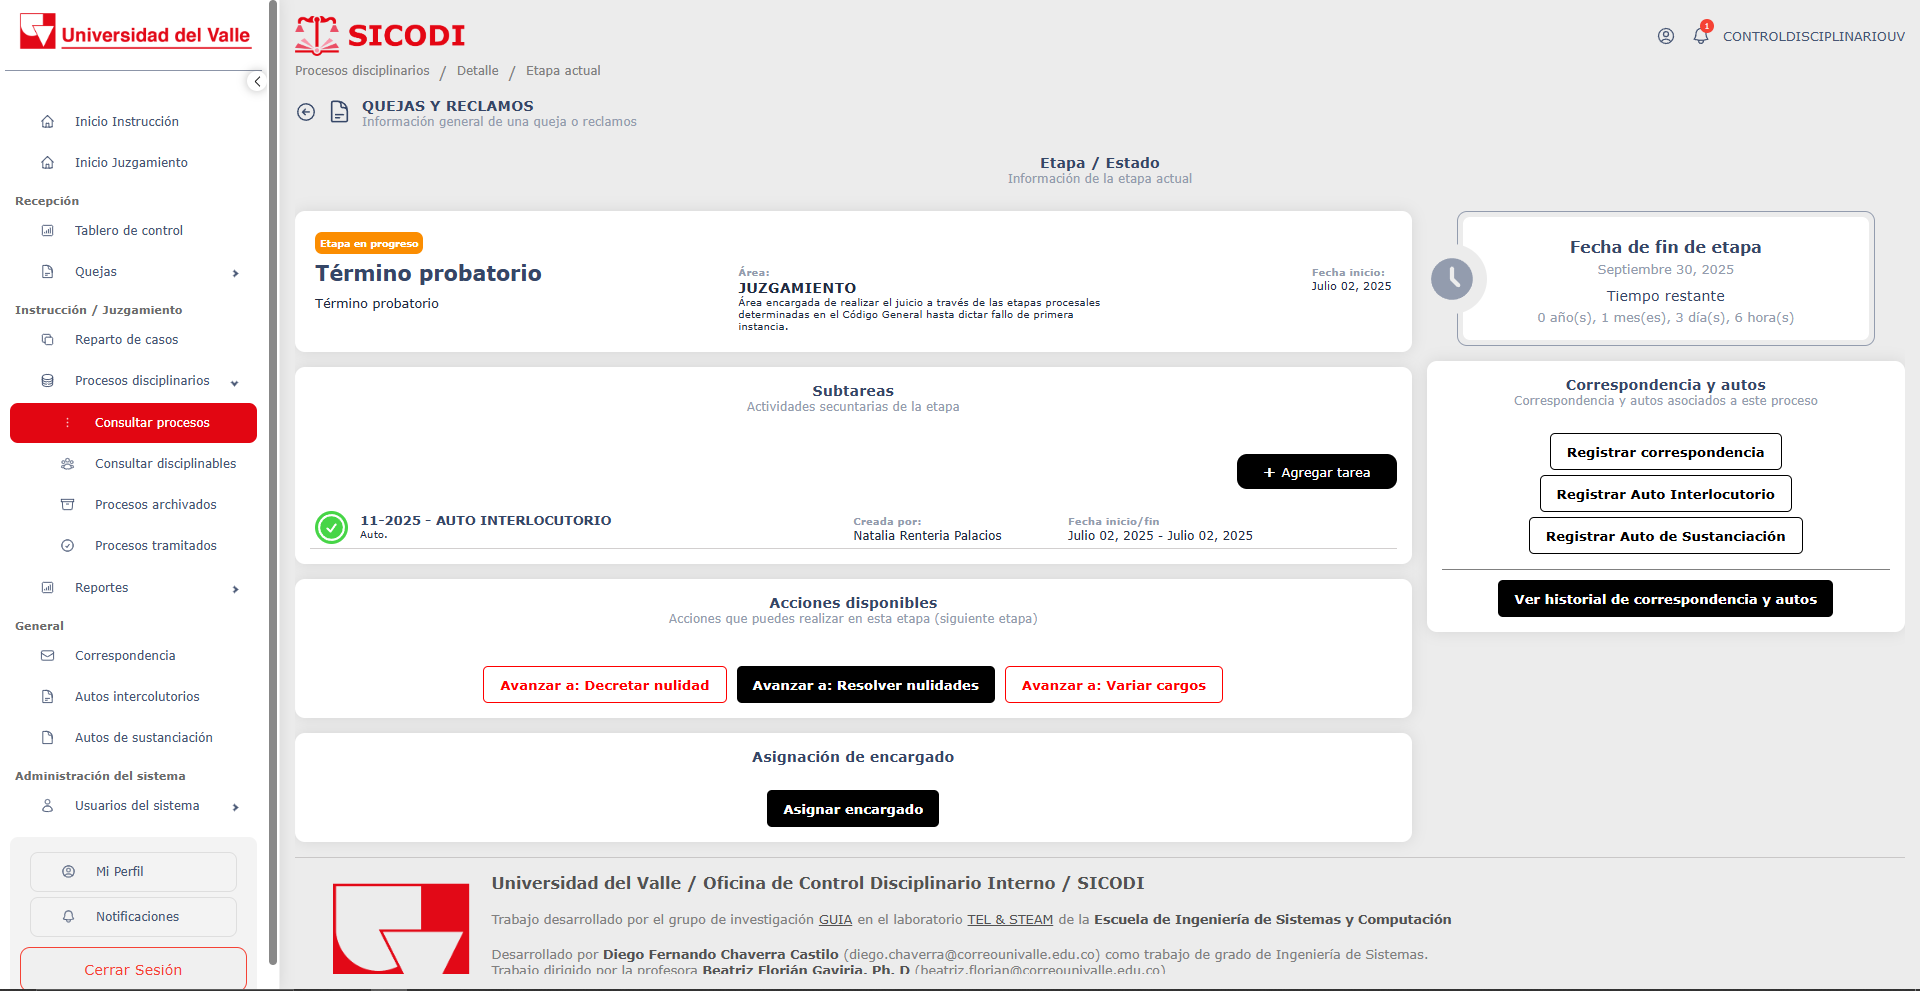 Universidad del Valle
Inicio Instrucción
Inicio Juzgamiento
Recepción
Tablero de control
Quejas
Instrucción / Juzgamiento
Reparto de casos
Procesos disciplinarios
Consultar procesos
Consultar disciplinables
Procesos archivados
Procesos tramitados
Reportes
General
Correspondencia
Autos intercolutorios
Autos de sustanciación
Administración del sistema
Usuarios del sistema
Mi Perfil
Notificaciones
Cerrar Sesión
SICODI
1
CONTROLDISCIPLINARIOUV
Procesos disciplinarios / Detalle / Etapa actual
QUEJAS Y RECLAMOS
Información general de una queja o reclamos
Etapa / Estado
Información de la etapa actual
Etapa en progreso
Término probatorio
Término probatorio
Área:
JUZGAMIENTO
Área encargada de realizar el juicio a través de las etapas procesales
determinadas en el Código General hasta dictar fallo de primera
instancia.
Fecha inicio:
Julio 02, 2025
Fecha de fin de etapa
Septiembre 30, 2025
Tiempo restante
0 año(s), 1 mes(es), 3 día(s), 6 hora(s)
Subtareas
Actividades secuntarias de la etapa
+ Agregar tarea
11-2025 - AUTO INTERLOCUTORIO
Auto.
Creada por:
Natalia Renteria Palacios
Fecha inicio/fin
Julio 02, 2025 - Julio 02, 2025
Correspondencia y autos
Correspondencia y autos asociados a este proceso
Registrar correspondencia
Registrar Auto Interlocutorio
Registrar Auto de Sustanciación
Ver historial de correspondencia y autos
Acciones disponibles
Acciones que puedes realizar en esta etapa (siguiente etapa)
Avanzar a: Decretar nulidad
Avanzar a: Resolver nulidades
Avanzar a: Variar cargos
Asignación de encargado
Asignar encargado
Universidad del Valle / Oficina de Control Disciplinario Interno / SICODI
Trabajo desarrollado por el grupo de investigación GUIA en el laboratorio TEL & STEAM de la Escuela de Ingeniería de Sistemas y Computación
Desarrollado por Diego Fernando Chaverra Castilo (diego.chaverra@correounivalle.edu.co) como trabajo de grado de Ingeniería de Sistemas.
Trabajo dirigido por la profesora Beatriz Florián Gaviria, Ph. D (beatriz.florian@correounivalle.edu.co)